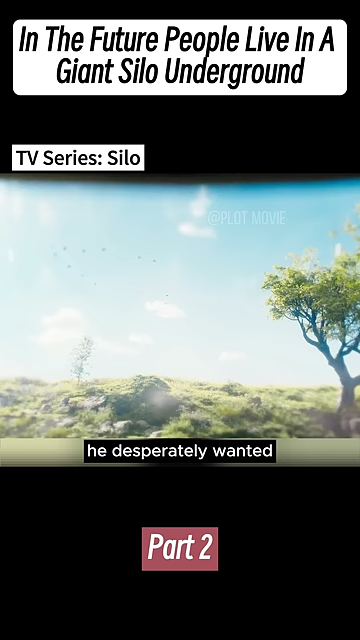 In The Future People Live In A
Giant Silo Underground
TV Series: Silo
@PLOT MOVIE
he desperately wanted
Part 2